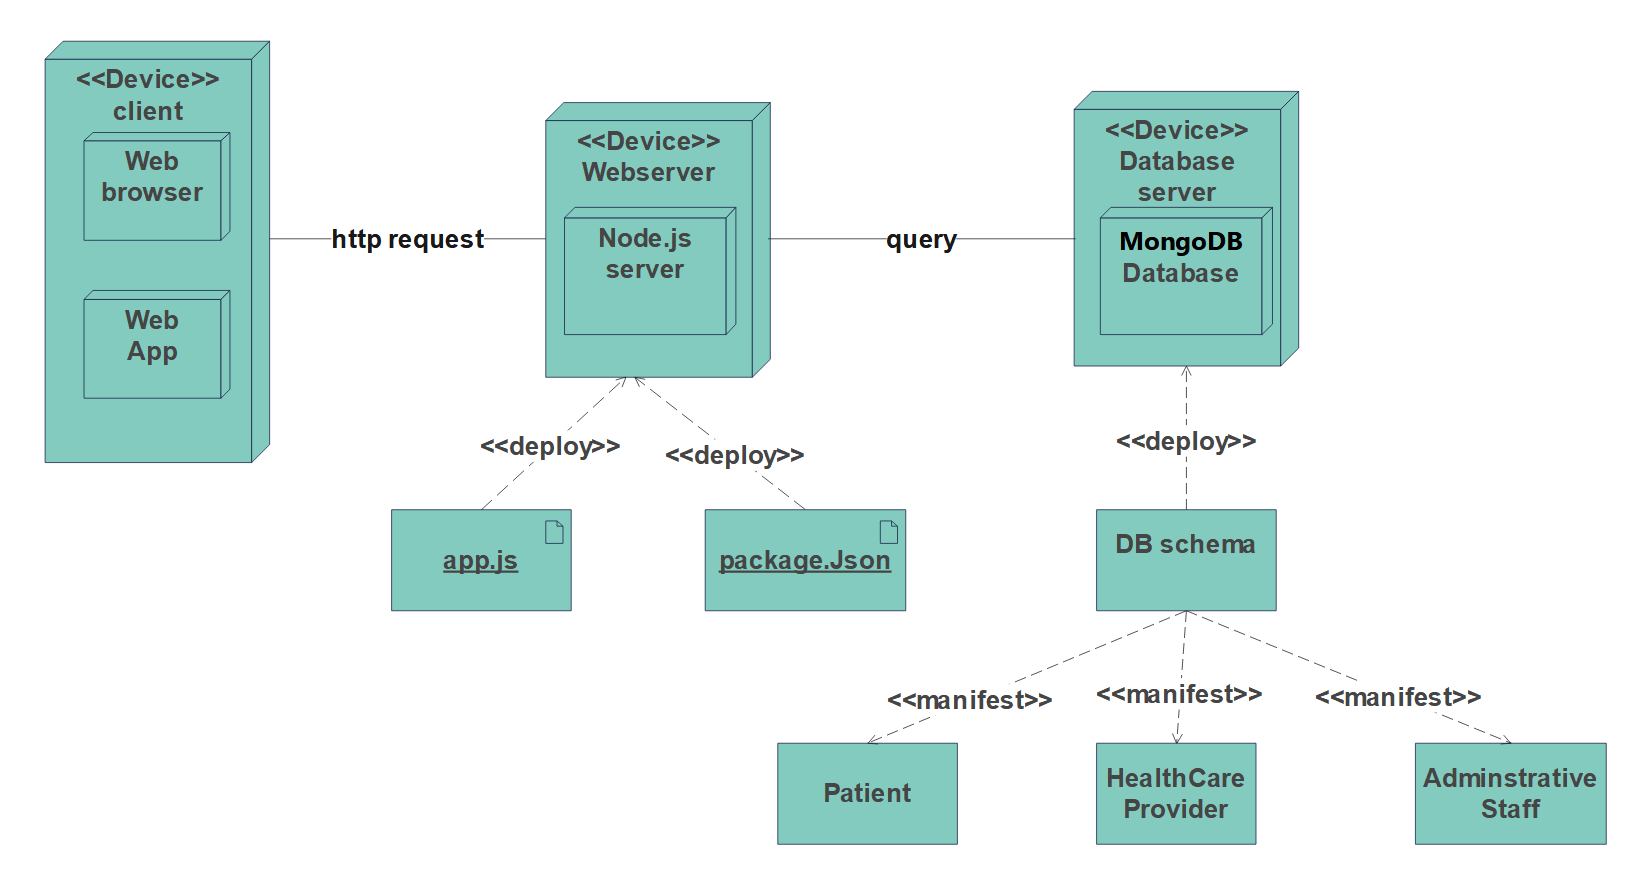 <<Device>>
client
Web
browser
Web
App
http request
<<Device>>
Webserver
Node.js
server
query
<<Device>>
Database
server
MongoDB
Database
<<deploy>>
<<deploy>>
<<deploy>>
app.js
package.Json
DB schema
<<manifest>>
<<manifest>>
<<manifest>>
Patient
HealthCare
Provider
Adminstrative
Staff